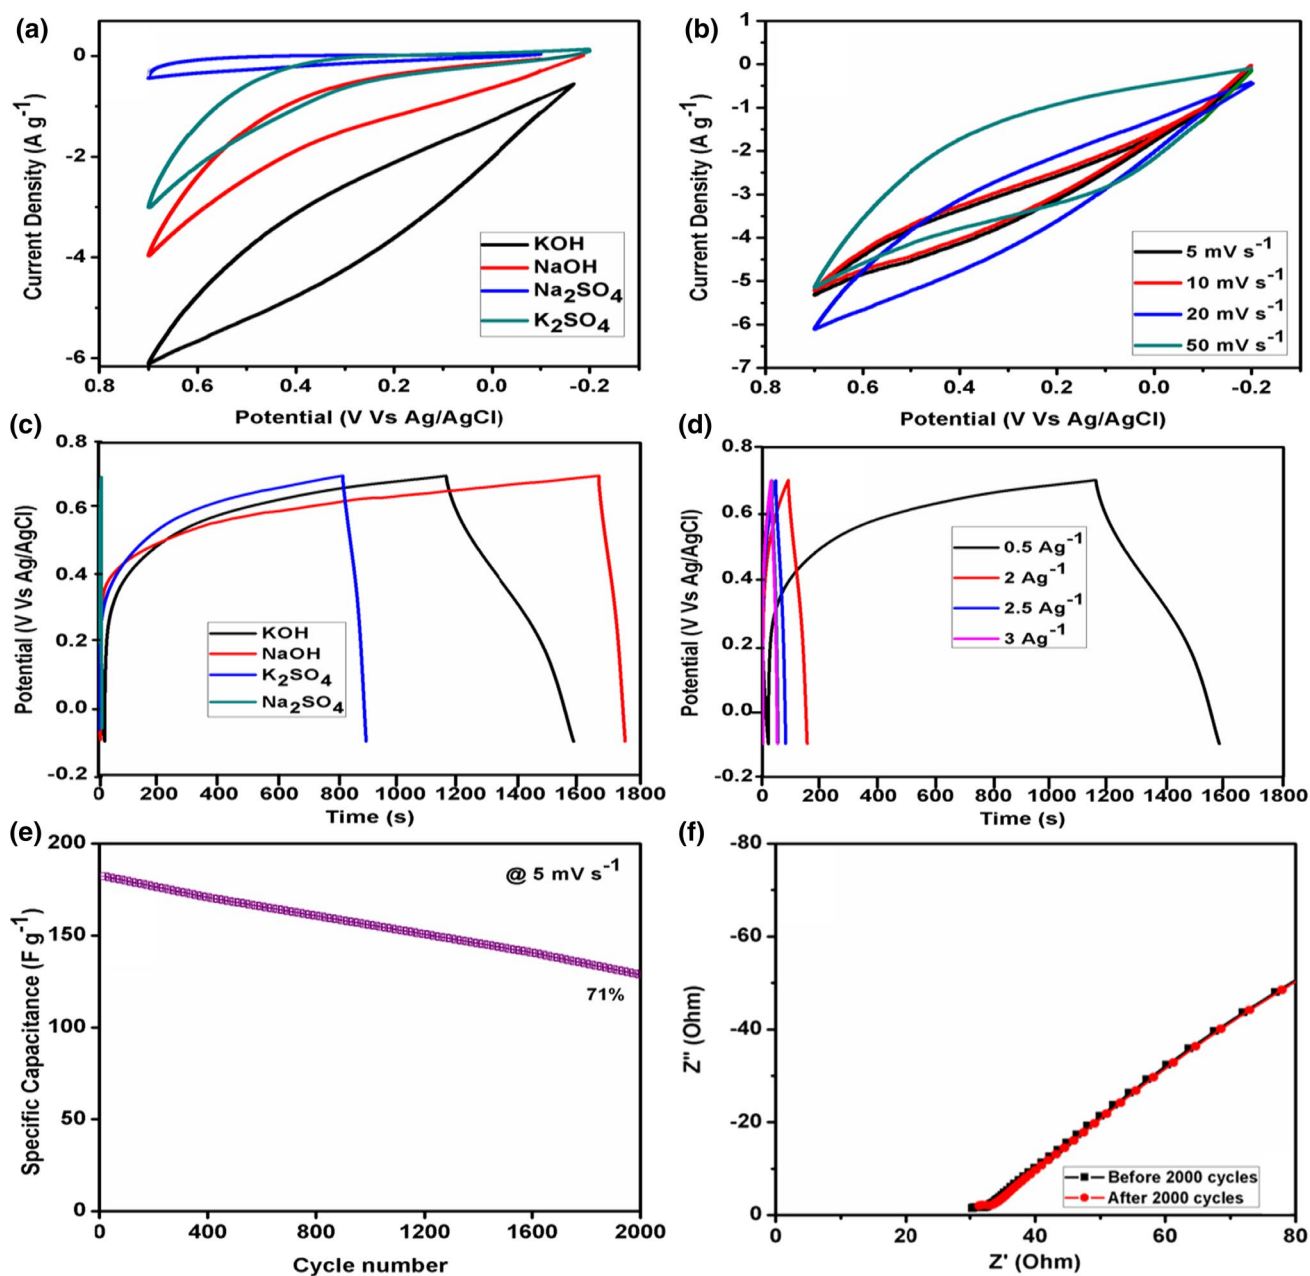 (a)
0
-2
-4
-6
Current Density (A g⁻¹)
KOH
NaOH
Na₂SO₄
K₂SO₄
0.8 0.6 0.4 0.2 0.0 -0.2
Potential (V Vs Ag/AgCl)
(b)
1
0
-1
-2
-3
-4
-5
-6
-7
Current Density (A g⁻¹)
5 mV s⁻¹
10 mV s⁻¹
20 mV s⁻¹
50 mV s⁻¹
0.8 0.6 0.4 0.2 0.0 -0.2
Potential (V Vs Ag/AgCl)
(c)
0.8
0.6
0.4
0.2
0.0
-0.2
Potential (V Vs Ag/AgCl)
KOH
NaOH
K₂SO₄
Na₂SO₄
0 200 400 600 800 1000 1200 1400 1600 1800
Time (s)
(d)
0.8
0.6
0.4
0.2
0.0
-0.2
Potential (V Vs Ag/AgCl)
0.5 Ag⁻¹
2 Ag⁻¹
2.5 Ag⁻¹
3 Ag⁻¹
0 200 400 600 800 1000 1200 1400 1600 1800
Time (s)
(e)
200
150
100
50
0
Specific Capacitance (F g⁻¹)
@ 5 mV s⁻¹
71%
0 400 800 1200 1600 2000
Cycle number
(f)
-80
-60
-40
-20
0
Z'' (Ohm)
Before 2000 cycles
After 2000 cycles
0 20 40 60 80
Z' (Ohm)